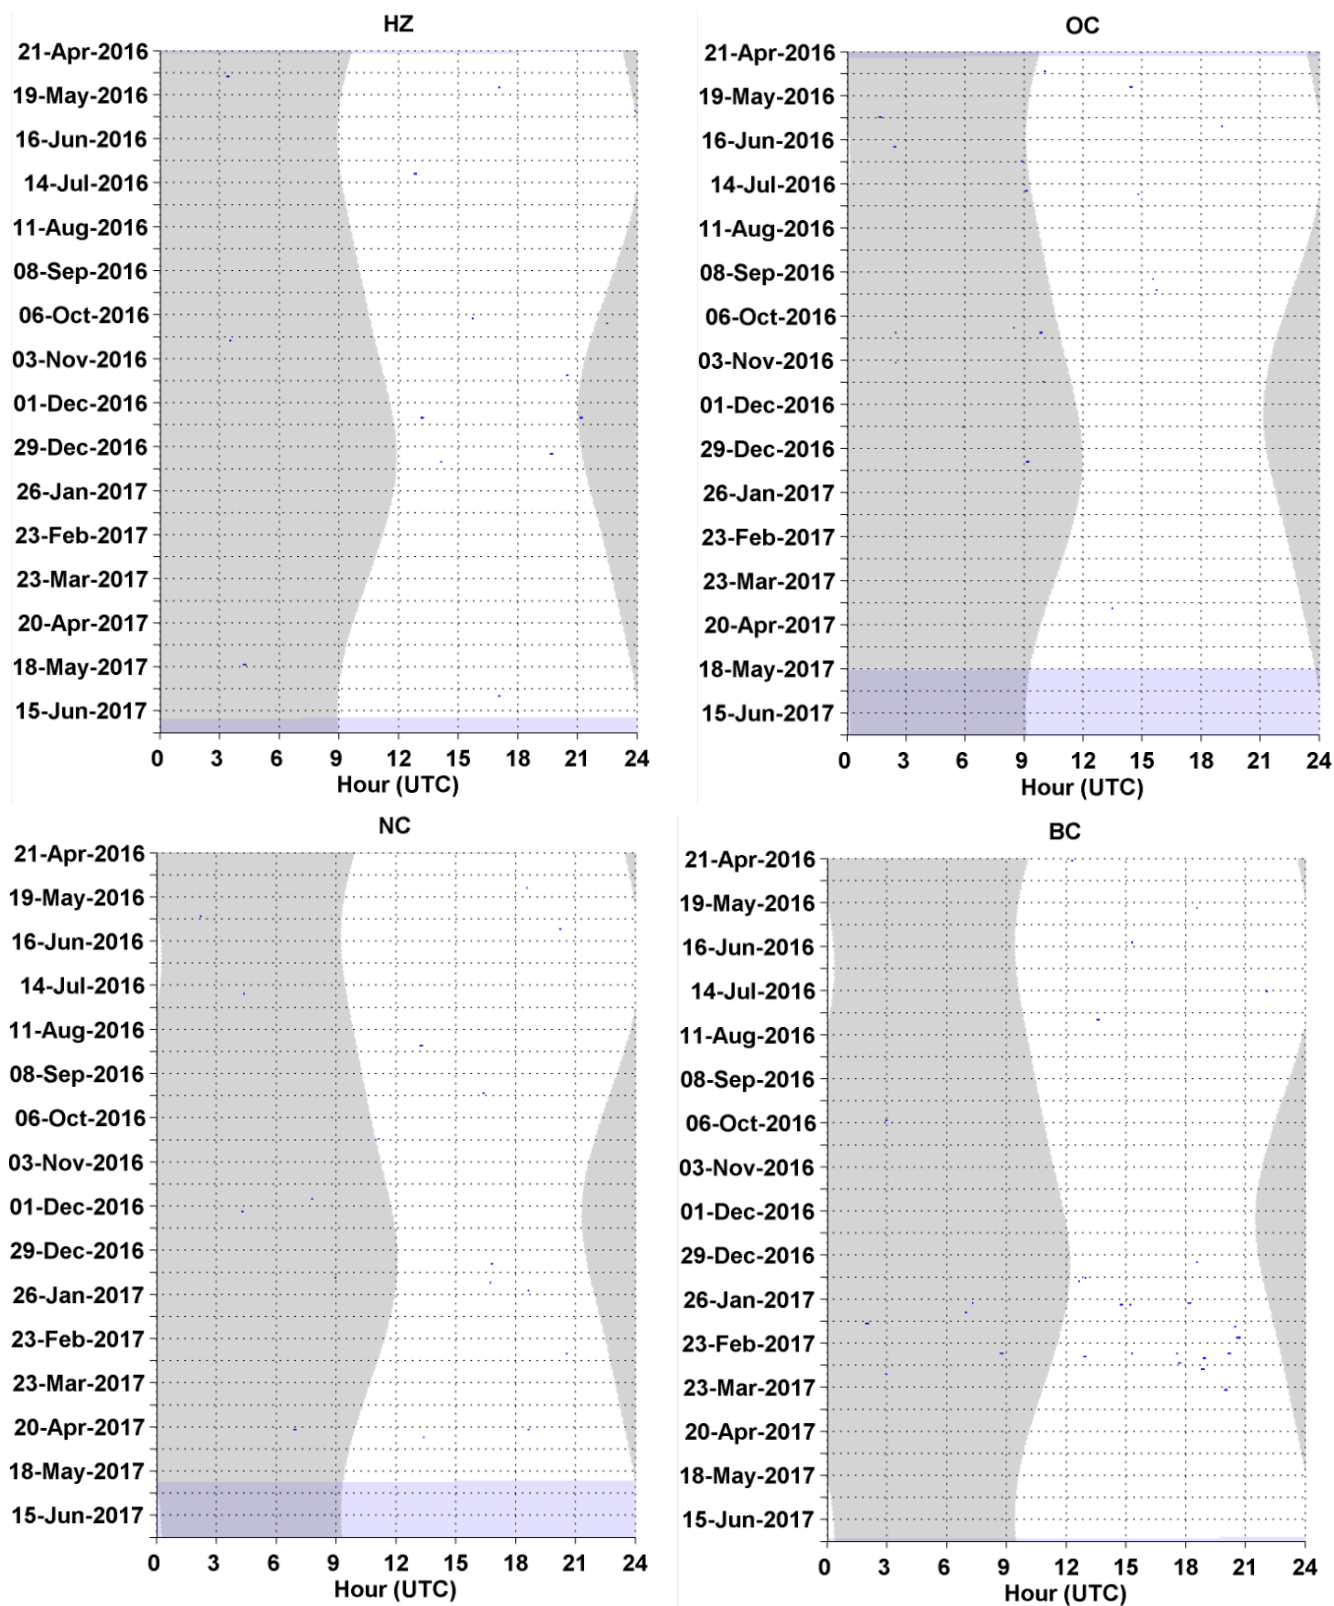 HZ
21-Apr-2016
19-May-2016
16-Jun-2016
14-Jul-2016
11-Aug-2016
08-Sep-2016
06-Oct-2016
03-Nov-2016
01-Dec-2016
29-Dec-2016
26-Jan-2017
23-Feb-2017
23-Mar-2017
20-Apr-2017
18-May-2017
15-Jun-2017
0 3 6 9 12 15 18 21 24
Hour (UTC)
OC
21-Apr-2016
19-May-2016
16-Jun-2016
14-Jul-2016
11-Aug-2016
08-Sep-2016
06-Oct-2016
03-Nov-2016
01-Dec-2016
29-Dec-2016
26-Jan-2017
23-Feb-2017
23-Mar-2017
20-Apr-2017
18-May-2017
15-Jun-2017
0 3 6 9 12 15 18 21 24
Hour (UTC)
NC
21-Apr-2016
19-May-2016
16-Jun-2016
14-Jul-2016
11-Aug-2016
08-Sep-2016
06-Oct-2016
03-Nov-2016
01-Dec-2016
29-Dec-2016
26-Jan-2017
23-Feb-2017
23-Mar-2017
20-Apr-2017
18-May-2017
15-Jun-2017
0 3 6 9 12 15 18 21 24
Hour (UTC)
BC
21-Apr-2016
19-May-2016
16-Jun-2016
14-Jul-2016
11-Aug-2016
08-Sep-2016
06-Oct-2016
03-Nov-2016
01-Dec-2016
29-Dec-2016
26-Jan-2017
23-Feb-2017
23-Mar-2017
20-Apr-2017
18-May-2017
15-Jun-2017
0 3 6 9 12 15 18 21 24
Hour (UTC)